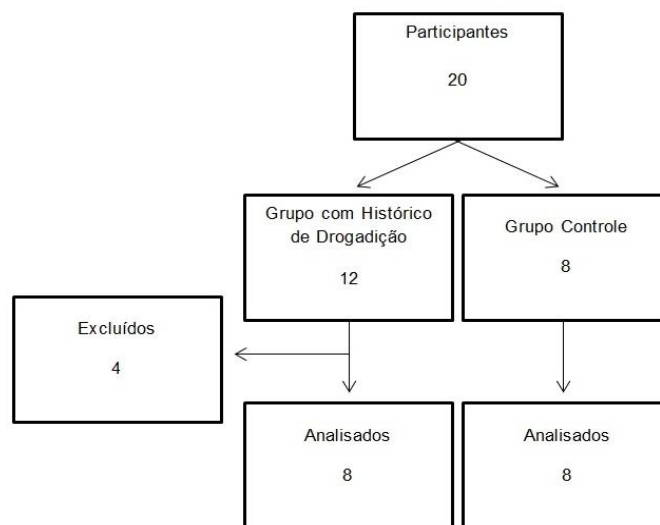 Participantes
20
Grupo com Histórico
de Drogadição
12
Grupo Controle
8
Excluídos
4
Analisados
8
Analisados
8